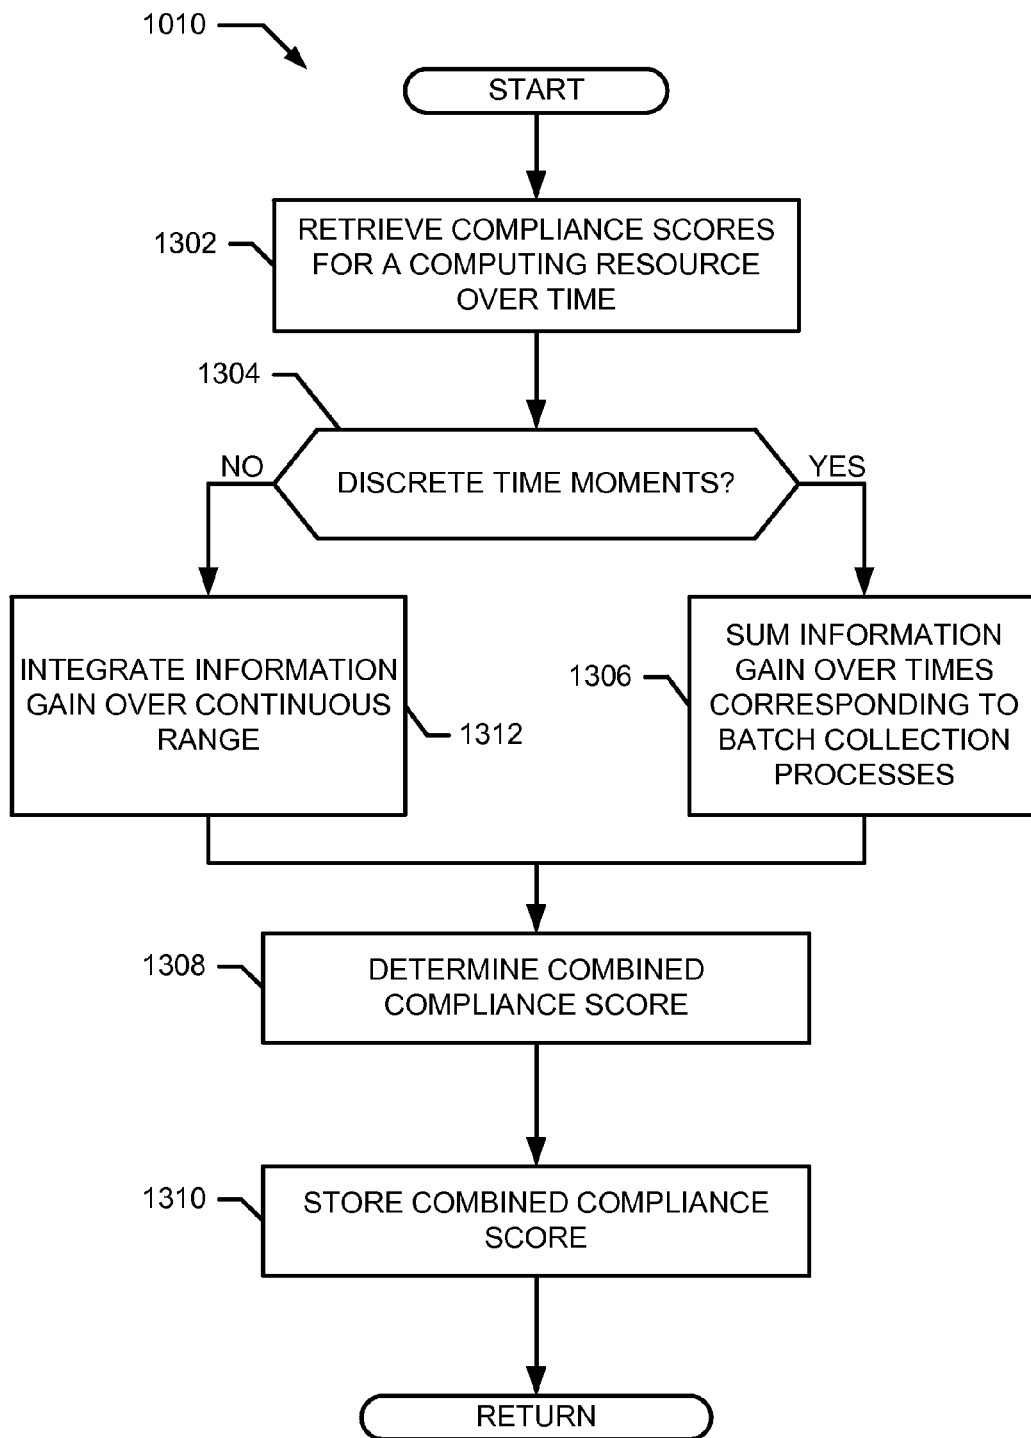 1010
START
1302
RETRIEVE COMPLIANCE SCORES
FOR A COMPUTING RESOURCE
OVER TIME
1304
NO
DISCRETE TIME MOMENTS?
YES
INTEGRATE INFORMATION
GAIN OVER CONTINUOUS
RANGE
1312
1306
SUM INFORMATION
GAIN OVER TIMES
CORRESPONDING TO
BATCH COLLECTION
PROCESSES
1308
DETERMINE COMBINED
COMPLIANCE SCORE
1310
STORE COMBINED COMPLIANCE
SCORE
RETURN